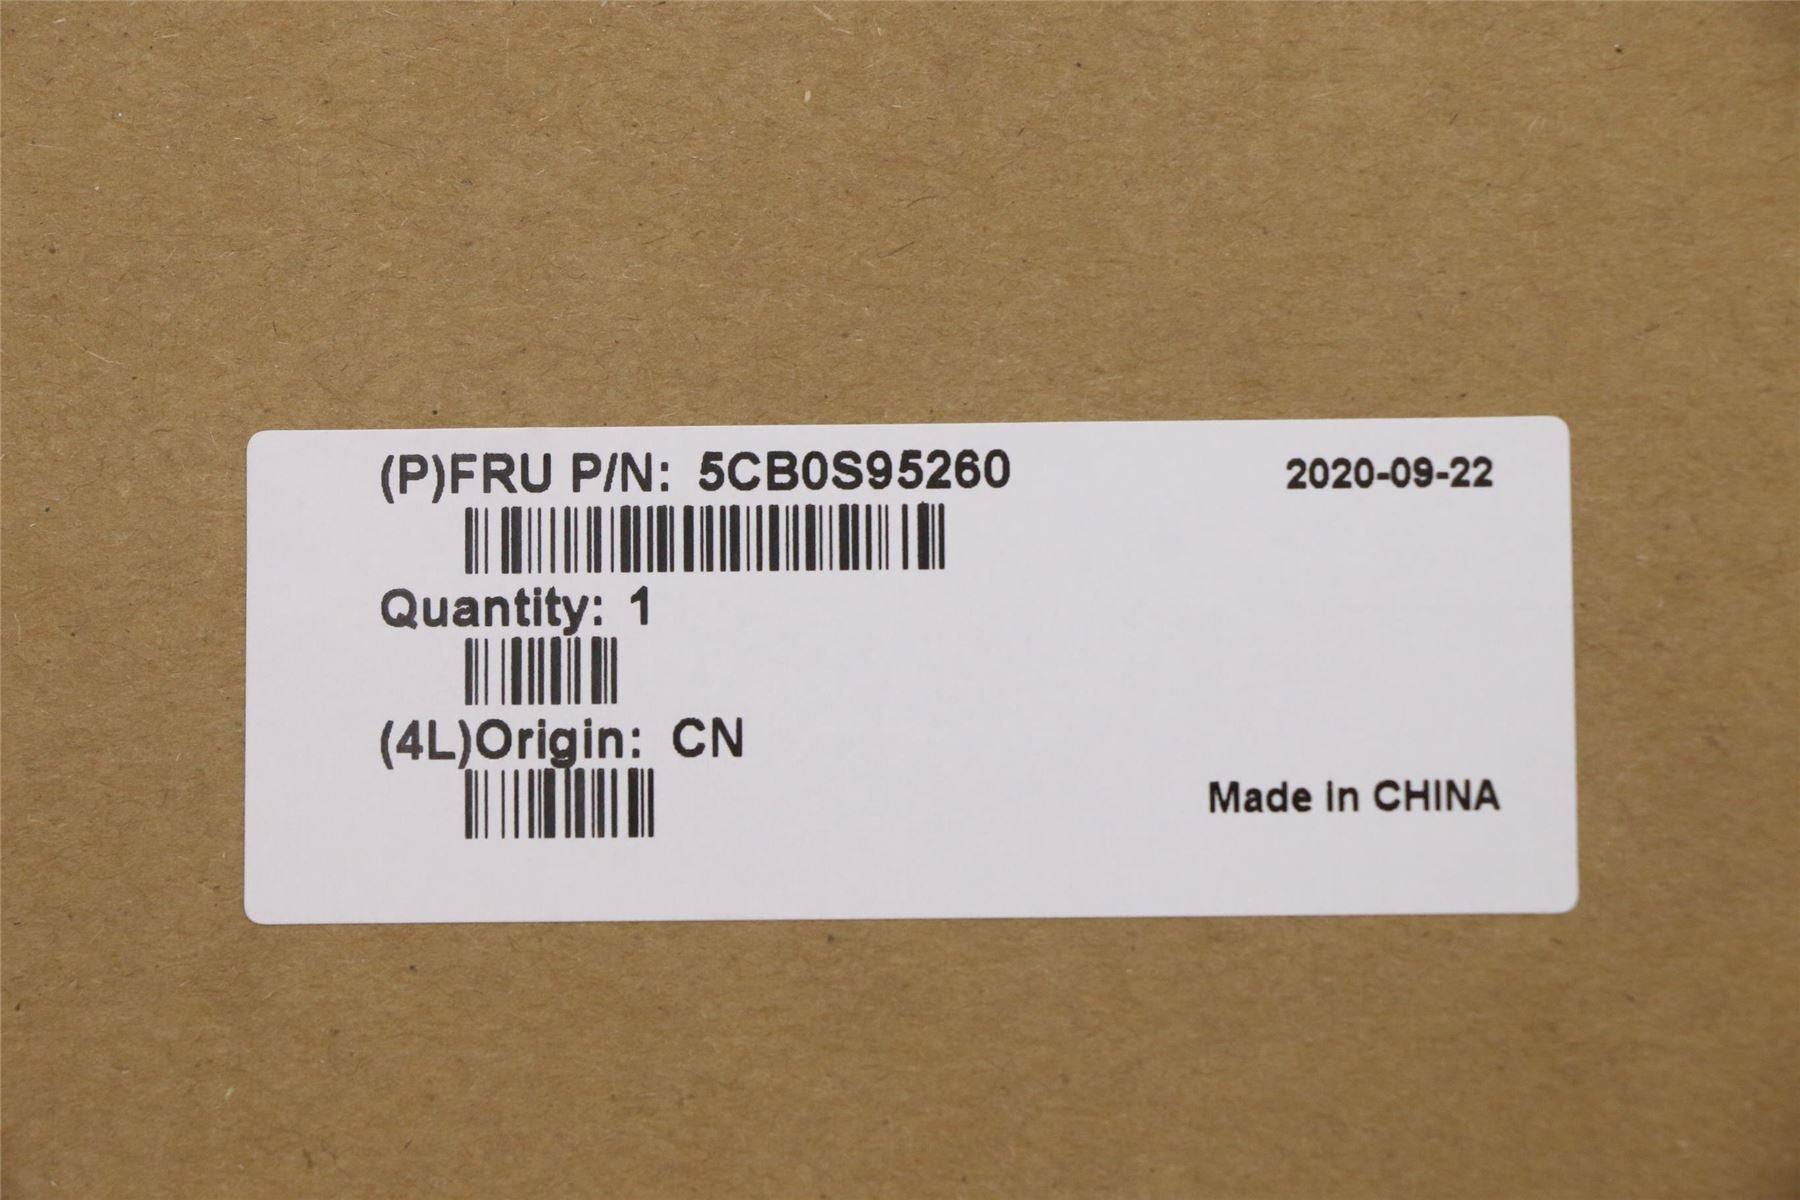 (P)FRU P/N: 5CB0S95260 2020-09-22
Quantity: 1
(4L)Origin: CN
Made in CHINA